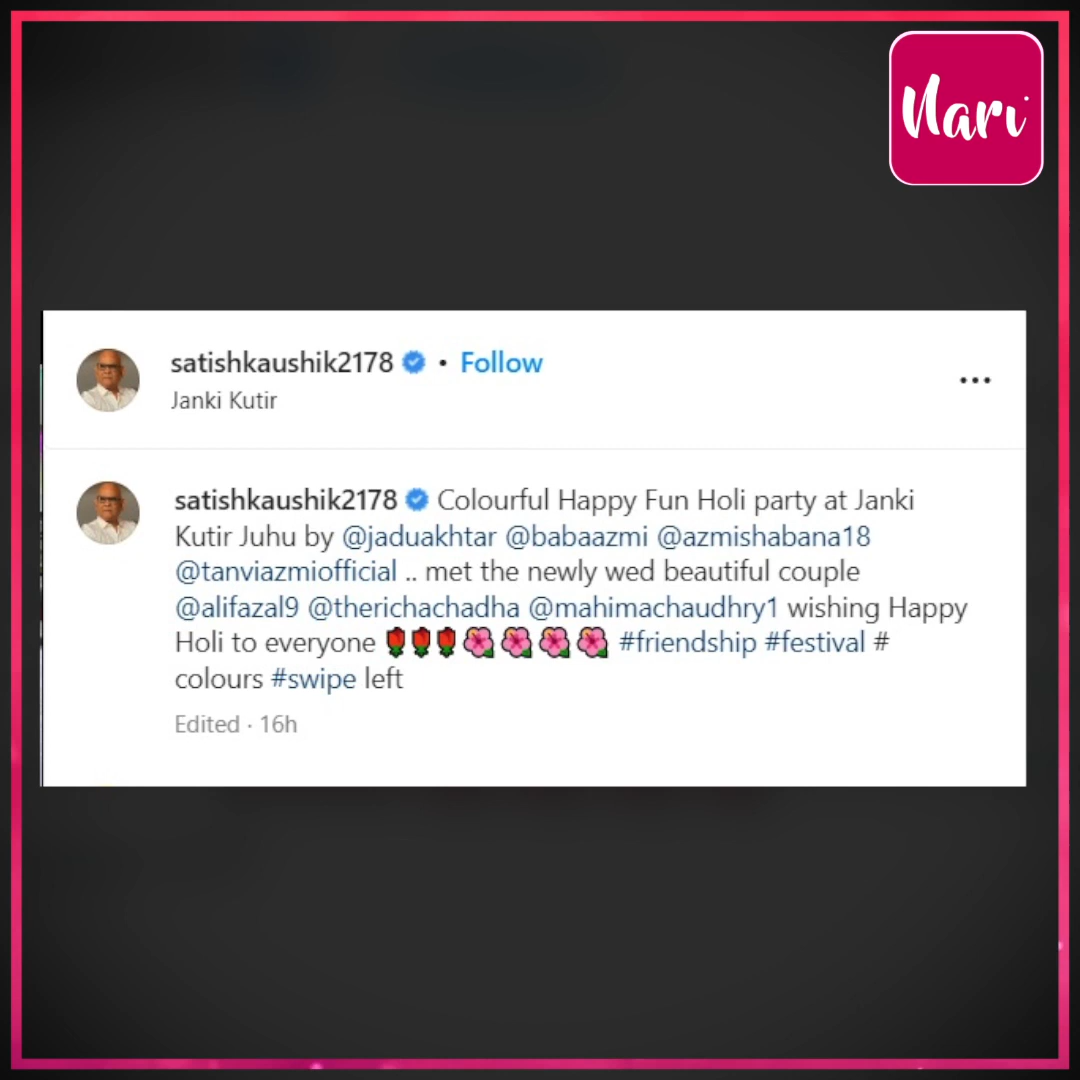 Nari
satishkaushik2178 • Follow
Janki Kutir
satishkaushik2178 Colourful Happy Fun Holi party at Janki
Kutir Juhu by @jaduakhtar @babaazmi @azmishabana18
@tanviazmiofficial .. met the newly wed beautiful couple
@alifazal9 @therichachadha @mahimachaudhry1 wishing Happy
Holi to everyone 🌹🌹🌹🌺🌺🌺🌺 #friendship #festival #
colours #swipe left
Edited · 16h